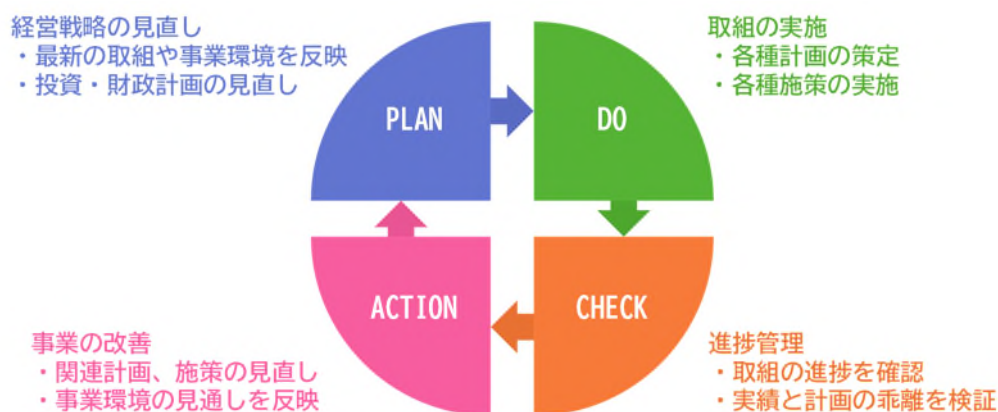 経営戦略の見直し
・最新の取組や事業環境を反映
・投資・財政計画の見直し
PLAN
取組の実施
・各種計画の策定
・各種施策の実施
DO
事業の改善
・関連計画、施策の見直し
・事業環境の見通しを反映
ACTION
進捗管理
・取組の進捗を確認
・実績と計画の乖離を検証
CHECK